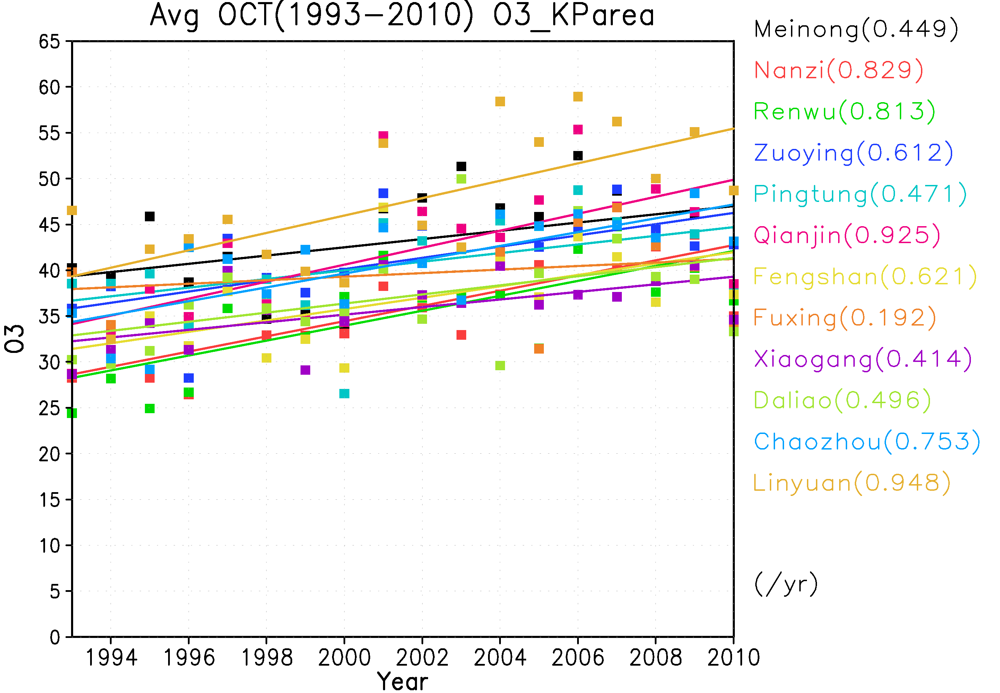 Avg OCT(1993-2010) O3_KParea
Meinong(0.449)
Nanzi(0.829)
Renwu(0.813)
Zuoying(0.612)
Pingtung(0.471)
Qianjin(0.925)
Fengshan(0.621)
Fuxing(0.192)
Xiaogang(0.414)
Daliao(0.496)
Chaozhou(0.753)
Linyuan(0.948)
(/yr)
65
60
55
50
45
40
35
30
25
20
15
10
5
0
O3
1994 1996 1998 2000 2002 2004 2006 2008 2010
Year